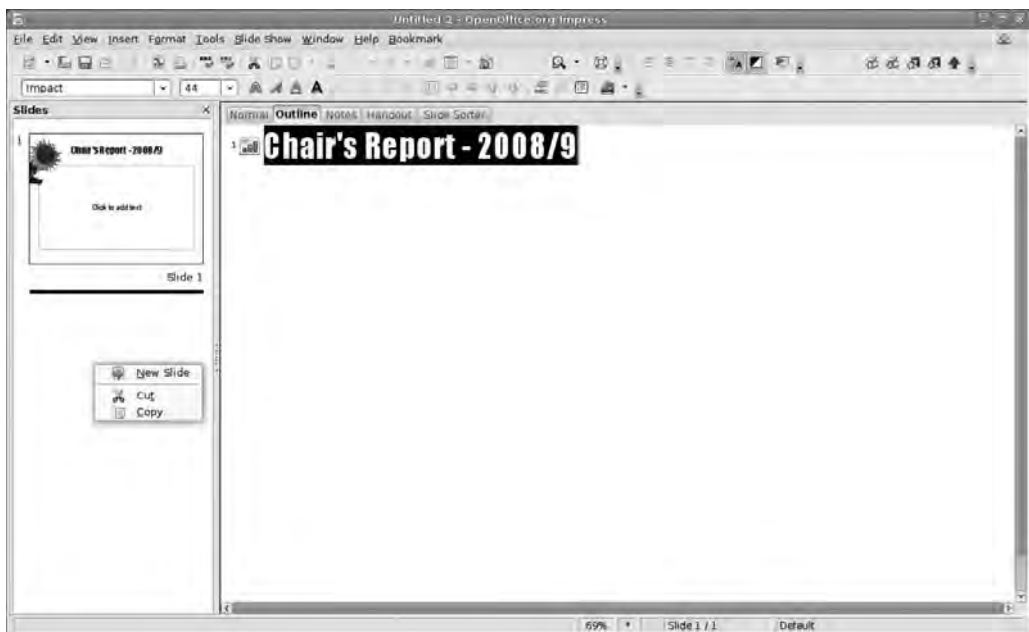 Untitled 2 - OpenOffice.org Impress
File Edit View Insert Format Tools Slide Show Window Help Bookmark
Impact 44
Slides
Normal Outline Notes Handout Slide Sorter
1
Chair's Report - 2008/9
Click to add text
Slide 1
New Slide
Cut
Copy
1 Chair's Report - 2008/9
69% * Slide 1 / 1 Default